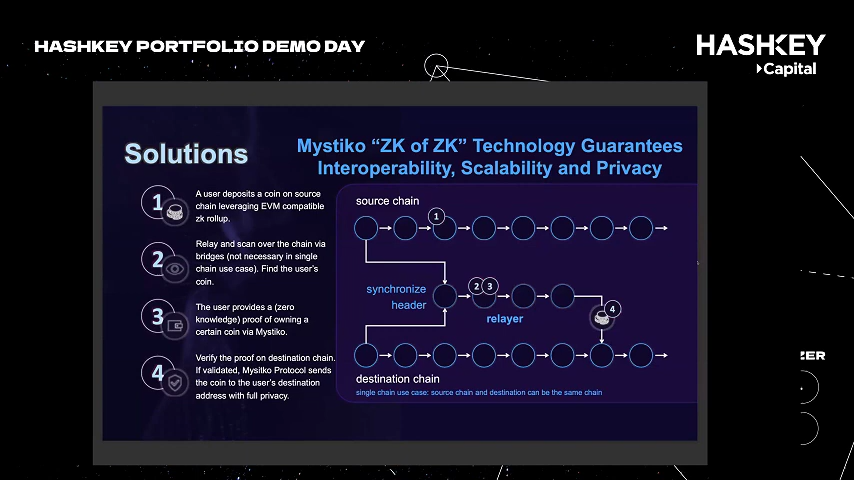 HASHKEY PORTFOLIO DEMO DAY
HASHKEY
Capital
Solutions
Mystiko “ZK of ZK” Technology Guarantees
Interoperability, Scalability and Privacy
1
A user deposits a coin on source
chain leveraging EVM compatible
zk rollup.
2
Relay and scan over the chain via
bridges (not necessary in single
chain use case). Find the user's
coin.
3
The user provides a (zero
knowledge) proof of owning a
certain coin via Mystiko.
4
Verify the proof on destination chain.
If validated, Mysitko Protocol sends
the coin to the user's destination
address with full privacy.
source chain
1
synchronize
header
2 3
relayer
4
destination chain
single chain use case: source chain and destination can be the same chain
ZER